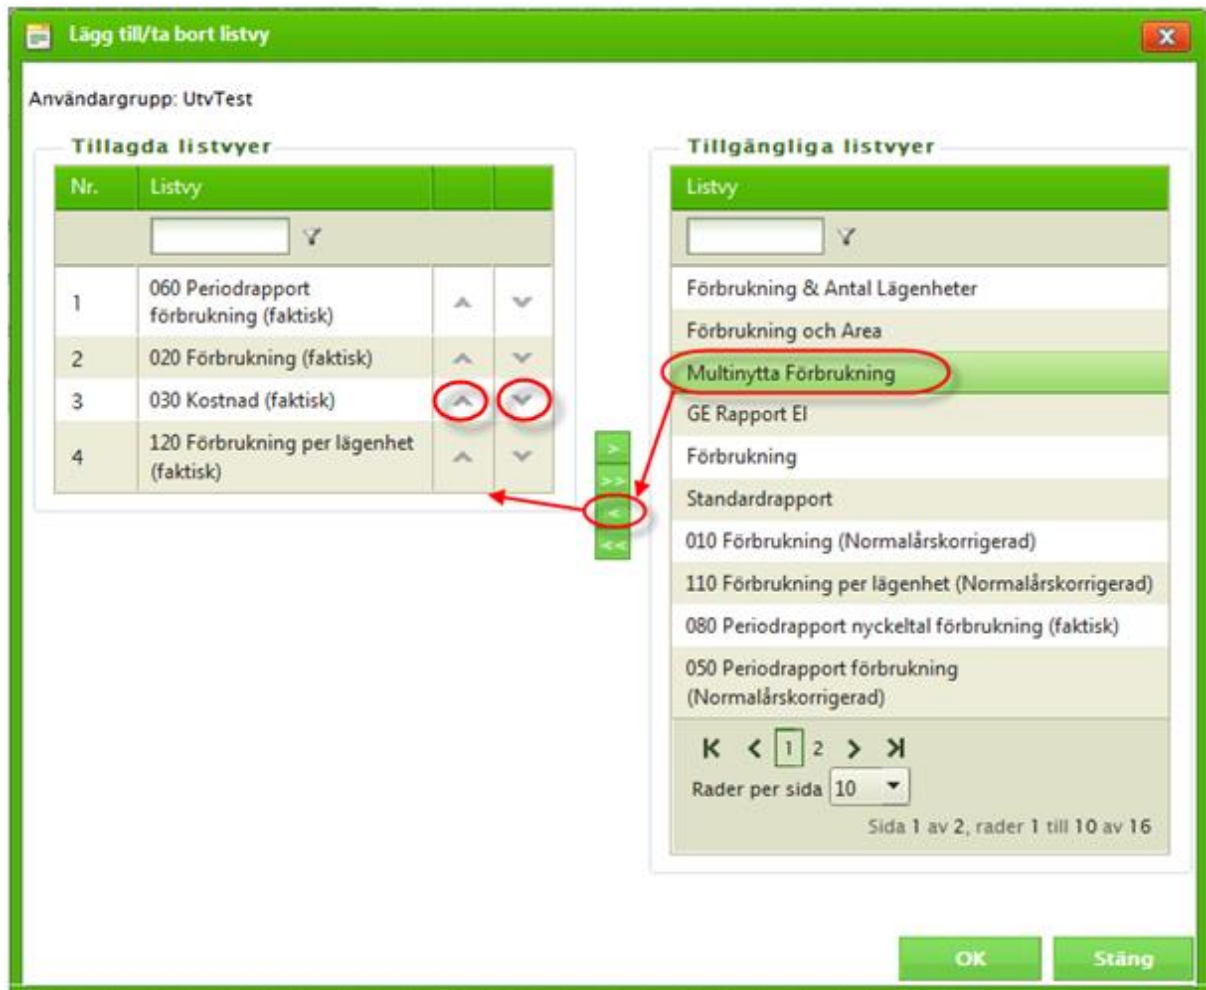 Lägg till/ta bort listvy
Användargrupp: UtvTest
Tillagda listvyer
Nr. Listvy
1 060 Periodrapport
förbrukning (faktisk)
2 020 Förbrukning (faktisk)
3 030 Kostnad (faktisk)
4 120 Förbrukning per lägenhet
(faktisk)
>
>>
<
<<
Tillgängliga listvyer
Listvy
Förbrukning & Antal Lägenheter
Förbrukning och Area
Multinytta Förbrukning
GE Rapport El
Förbrukning
Standardrapport
010 Förbrukning (Normalårskorrigerad)
110 Förbrukning per lägenhet (Normalårskorrigerad)
080 Periodrapport nyckeltal förbrukning (faktisk)
050 Periodrapport förbrukning
(Normalårskorrigerad)
1 2
Rader per sida 10
Sida 1 av 2, rader 1 till 10 av 16
OK Stäng